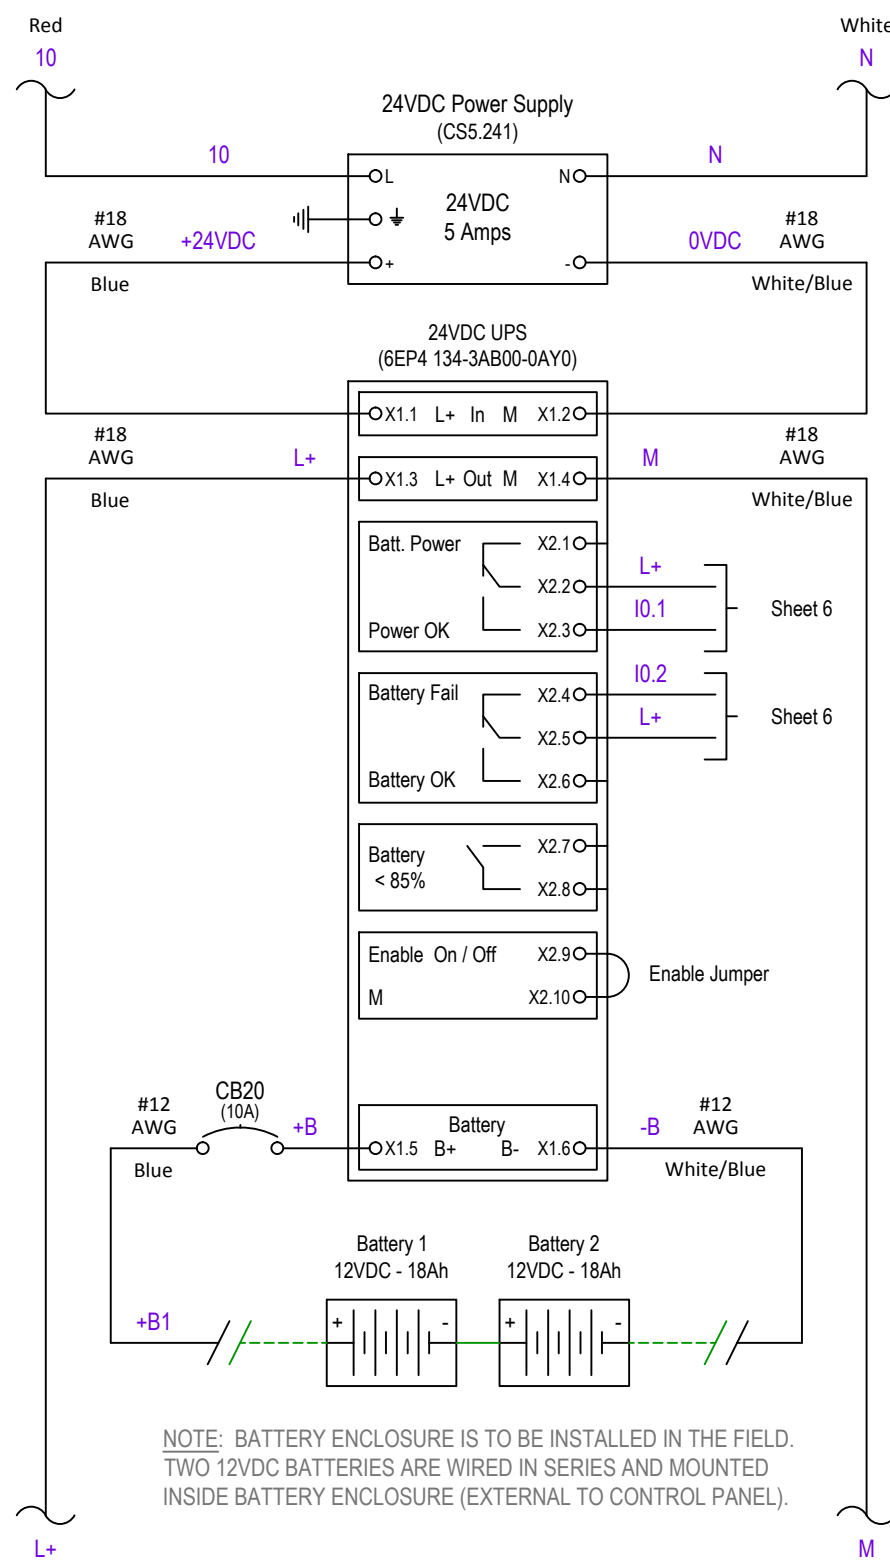 Red
White
10
N
24VDC Power Supply
(CS5.241)
10
N
L
N
24VDC
5 Amps
#18
AWG
+24VDC
0VDC
#18
AWG
+
-
Blue
White/Blue
24VDC UPS
(6EP4 134-3AB00-0AY0)
X1.1 L+ In M X1.2
#18
AWG
L+
M
#18
AWG
X1.3 L+ Out M X1.4
Blue
White/Blue
Batt. Power X2.1
X2.2
L+
I0.1
Sheet 6
Power OK X2.3
Battery Fail X2.4
I0.2
L+
Sheet 6
X2.5
Battery OK X2.6
Battery
< 85%
X2.7
X2.8
Enable On / Off X2.9
M X2.10
Enable Jumper
#12
AWG
CB20
(10A)
+B
Battery
X1.5 B+ B- X1.6
-B
#12
AWG
Blue
White/Blue
Battery 1
12VDC - 18Ah
Battery 2
12VDC - 18Ah
+B1
+ -
+ -
NOTE: BATTERY ENCLOSURE IS TO BE INSTALLED IN THE FIELD.
TWO 12VDC BATTERIES ARE WIRED IN SERIES AND MOUNTED
INSIDE BATTERY ENCLOSURE (EXTERNAL TO CONTROL PANEL).
L+
M